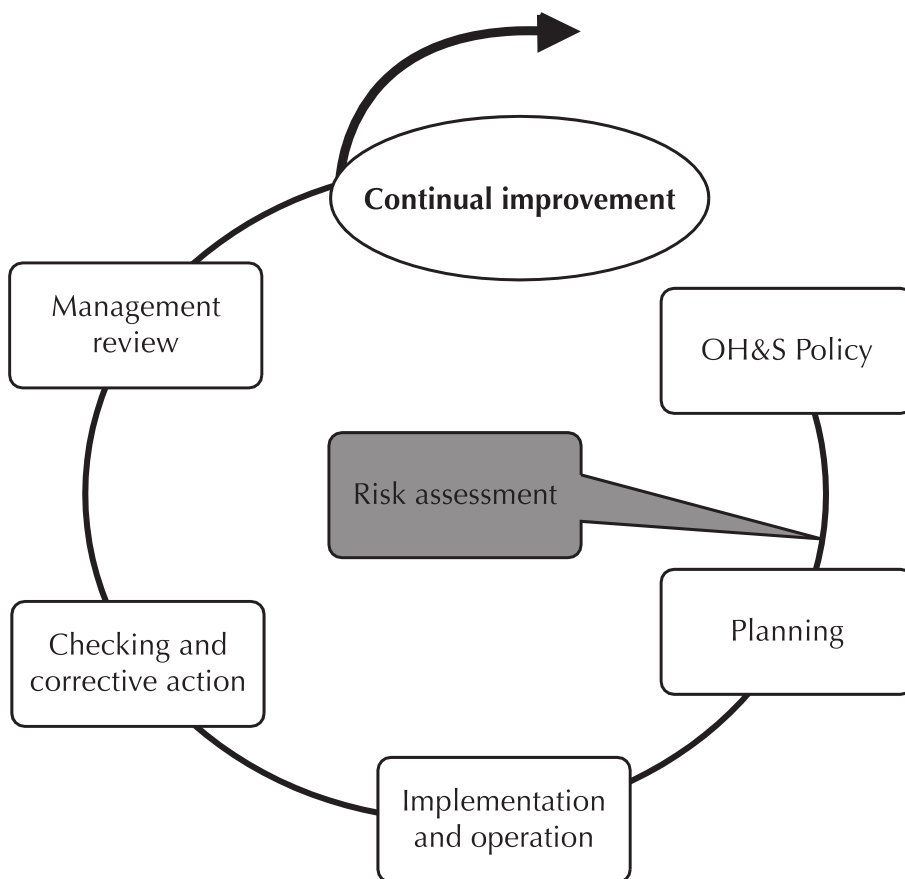 Continual improvement
Management
review
OH&S Policy
Risk assessment
Planning
Checking and
corrective action
Implementation
and operation